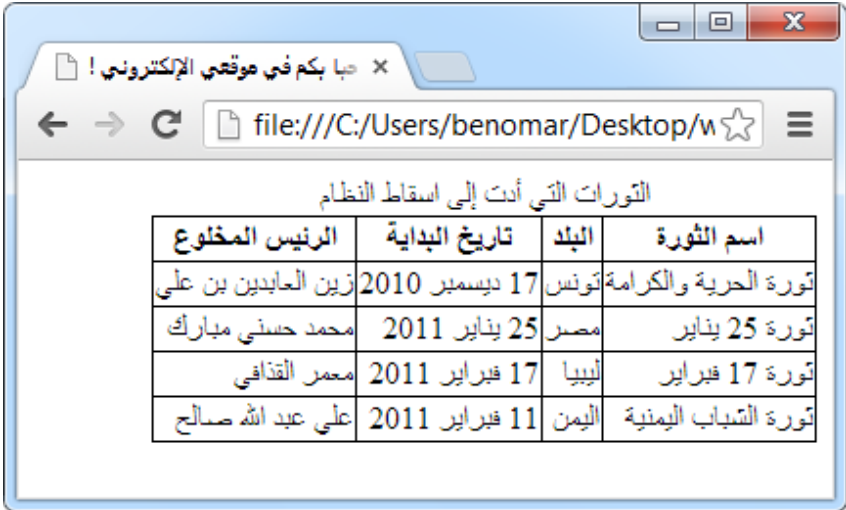 حبا بكم في موقعي الإلكتروني !
file:///C:/Users/benomar/Desktop/w
الثورات التي أدت إلى اسقاط النظام
اسم الثورة البلد تاريخ البداية الرئيس المخلوع
ثورة الحرية والكرامة تونس 17 ديسمبر 2010 زين العابدين بن علي
ثورة 25 يناير مصر 25 يناير 2011 محمد حسني مبارك
ثورة 17 فبراير ليبيا 17 فبراير 2011 معمر القذافي
ثورة الشباب اليمنية اليمن 11 فبراير 2011 علي عبد الله صالح